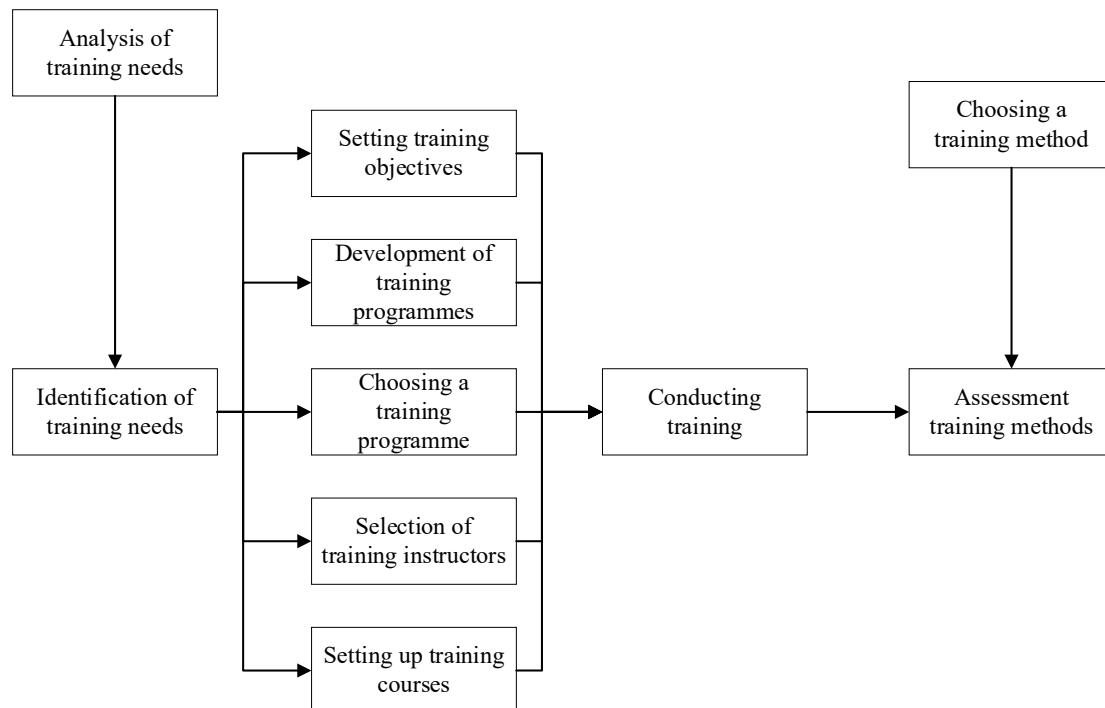 Analysis of
training needs
Choosing a
training method
Setting training
objectives
Development of
training
programmes
Identification of
training needs
Choosing a
training
programme
Conducting
training
Assessment
training methods
Selection of
training instructors
Setting up training
courses